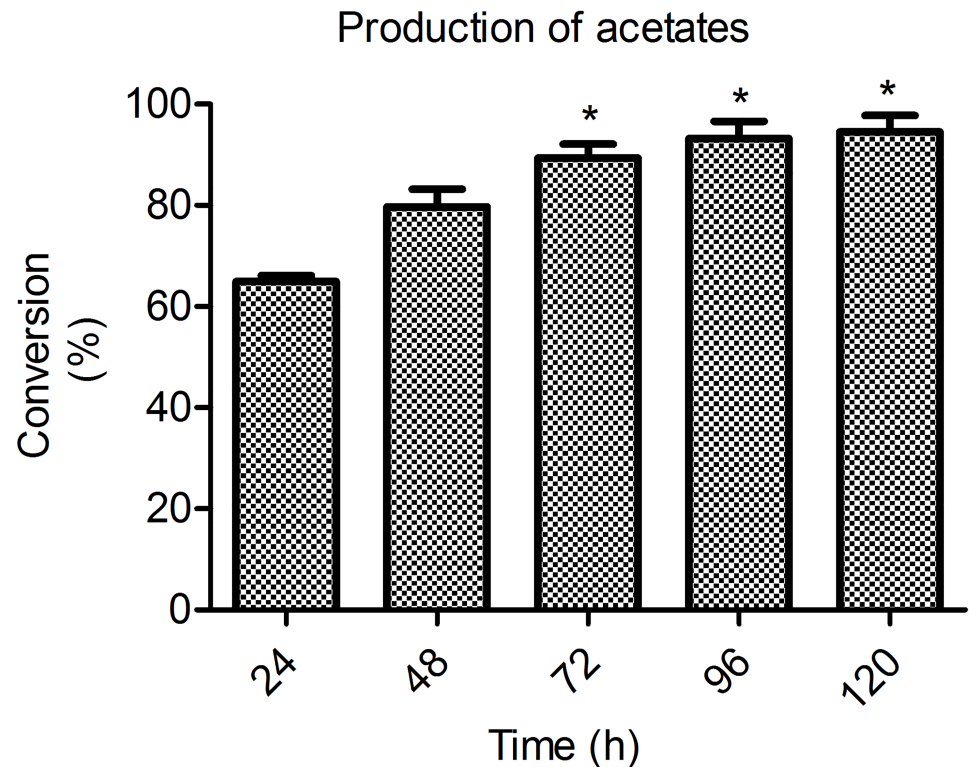 Production of acetates
* * *
100
80
60
40
20
0
Conversion
(%)
24 48 72 96 120
Time (h)